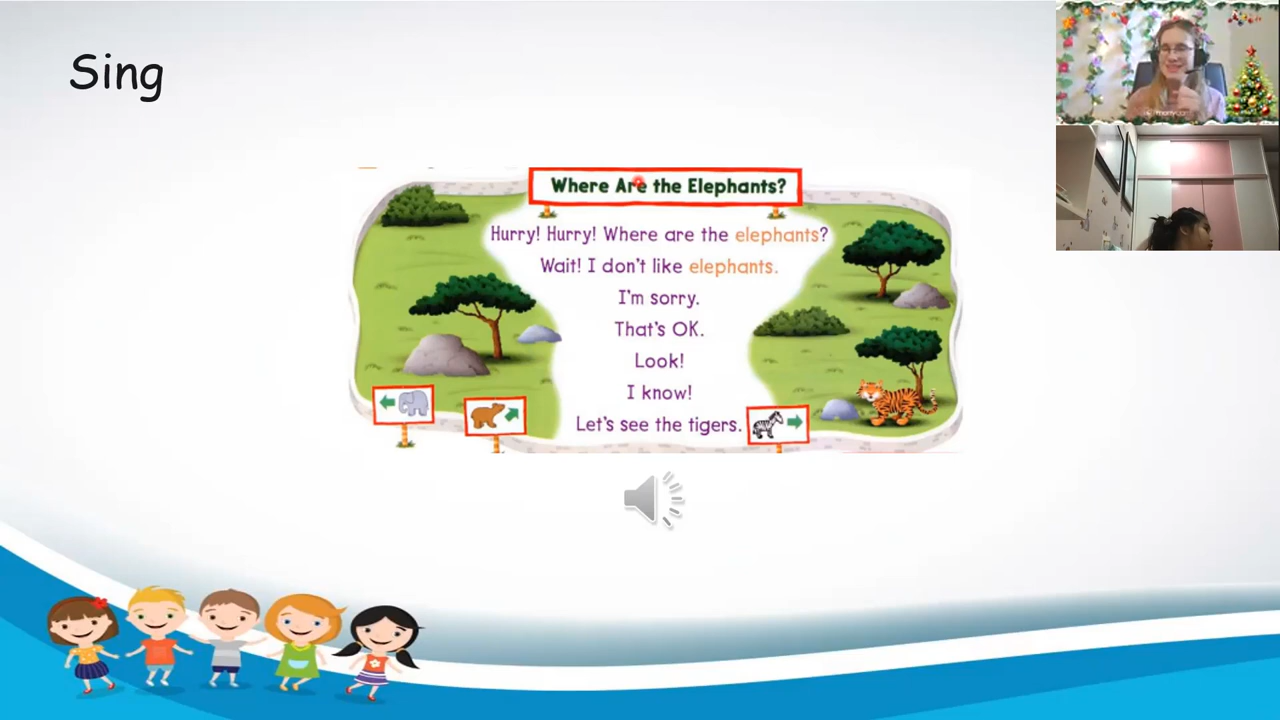 Sing
Where Are the Elephants?
Hurry! Hurry! Where are the elephants?
Wait! I don't like elephants.
I'm sorry.
That's OK.
Look!
I know!
Let's see the tigers.